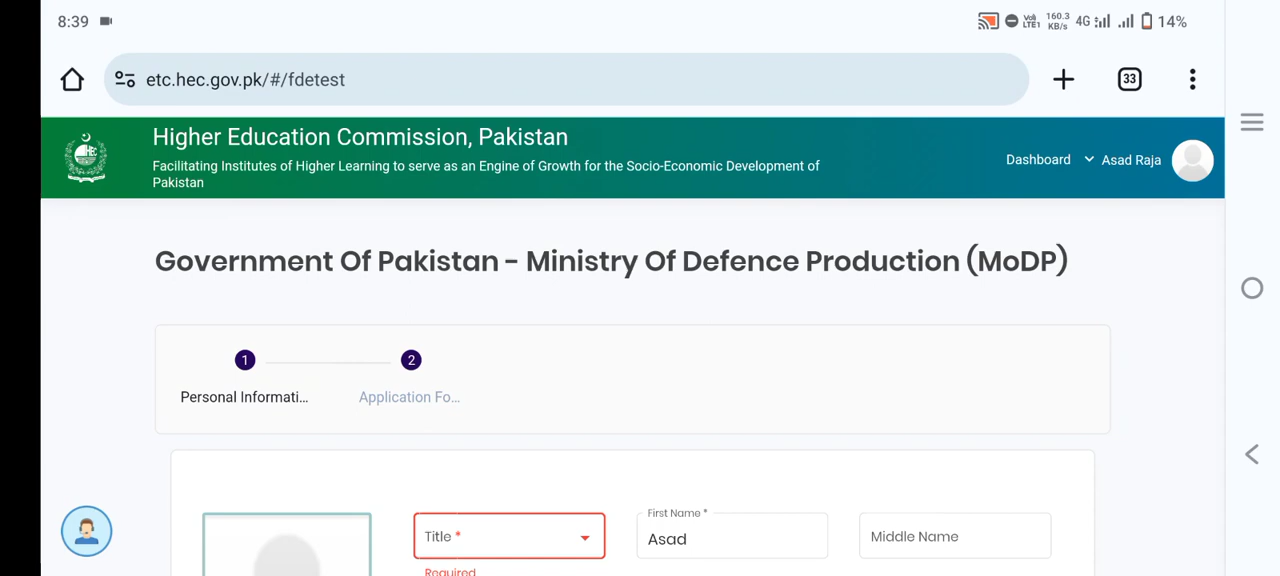 8:39
160.3 KB/s 4G 14%
etc.hec.gov.pk/#/fdetest
33
Higher Education Commission, Pakistan
Facilitating Institutes of Higher Learning to serve as an Engine of Growth for the Socio-Economic Development of
Pakistan
Dashboard Asad Raja
Government Of Pakistan - Ministry Of Defence Production (MoDP)
1 2
Personal Informati... Application Fo...
First Name *
Title * Asad Middle Name
Required